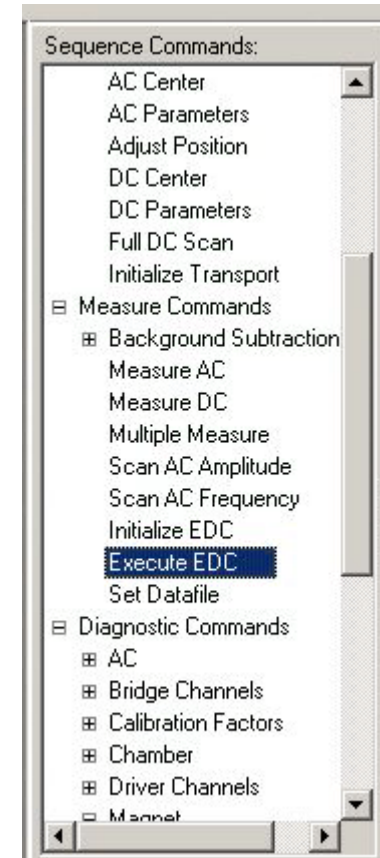 Sequence Commands:
AC Center
AC Parameters
Adjust Position
DC Center
DC Parameters
Full DC Scan
Initialize Transport
Measure Commands
Background Subtraction
Measure AC
Measure DC
Multiple Measure
Scan AC Amplitude
Scan AC Frequency
Initialize EDC
Execute EDC
Set Datafile
Diagnostic Commands
AC
Bridge Channels
Calibration Factors
Chamber
Driver Channels
Magnet